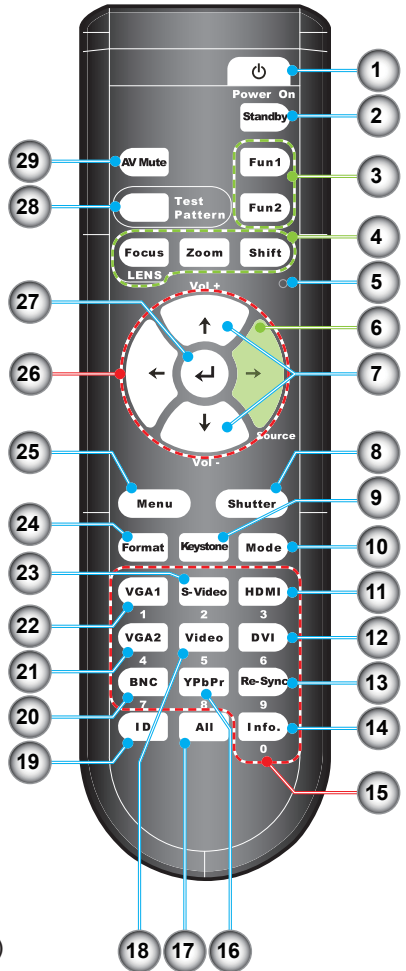 1
Power On
Standby
2
29
AV Mute
Fun1
3
28
Test
Pattern
Fun2
4
Focus
Zoom
Shift
LENS
5
Vol +
27
6
26
7
Source
Vol -
25
8
Menu
Shutter
9
24
Format
Keystone
Mode
10
23
VGA1
S-Video
HDMI
11
1
2
3
22
VGA2
Video
DVI
12
4
5
6
21
BNC
YPbPr
Re-Sync
13
7
8
9
20
ID
All
Info.
14
0
19
15
18
17
16